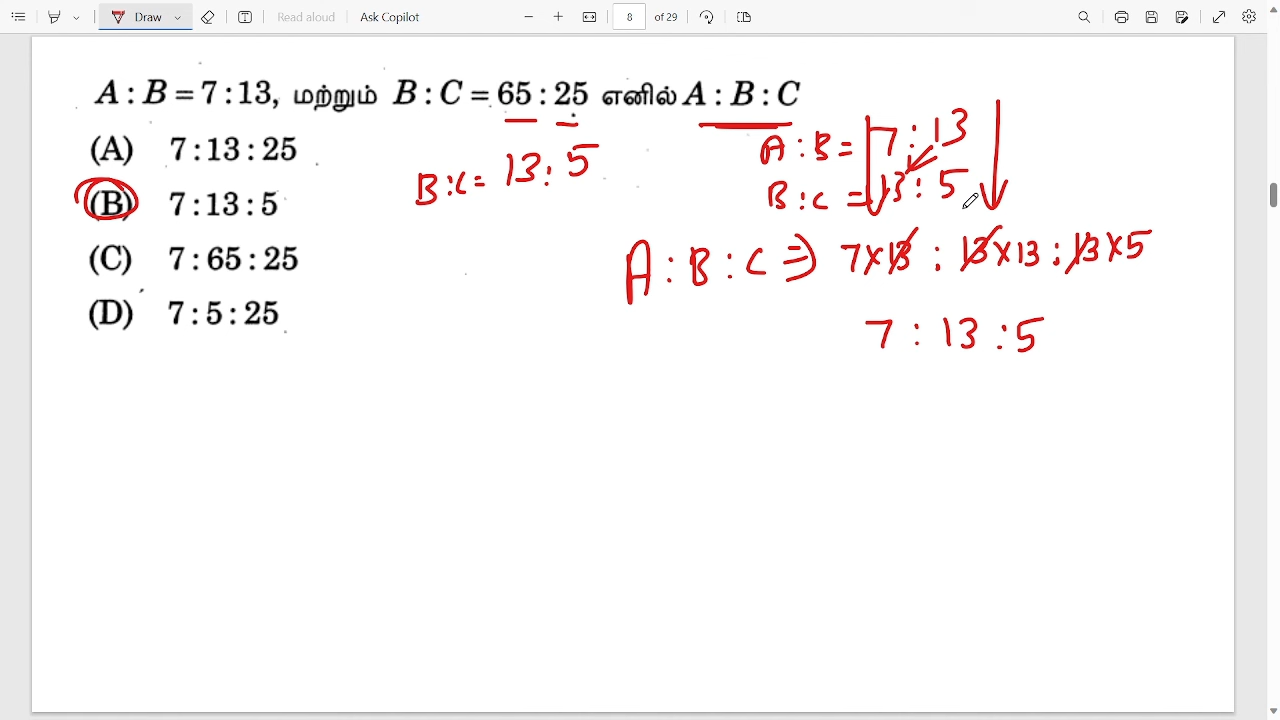 Draw Read aloud Ask Copilot 8 of 29
A : B = 7 : 13, மற்றும் B : C = 65 : 25 எனில் A : B : C
(A) 7 : 13 : 25
(B) 7 : 13 : 5
(C) 7 : 65 : 25
(D) 7 : 5 : 25
B : C = 13 : 5
A : B = 7 : 13
B : C = 13 : 5
A : B : C ⇒ 7 × 13 : 13 × 13 : 13 × 5
7 : 13 : 5